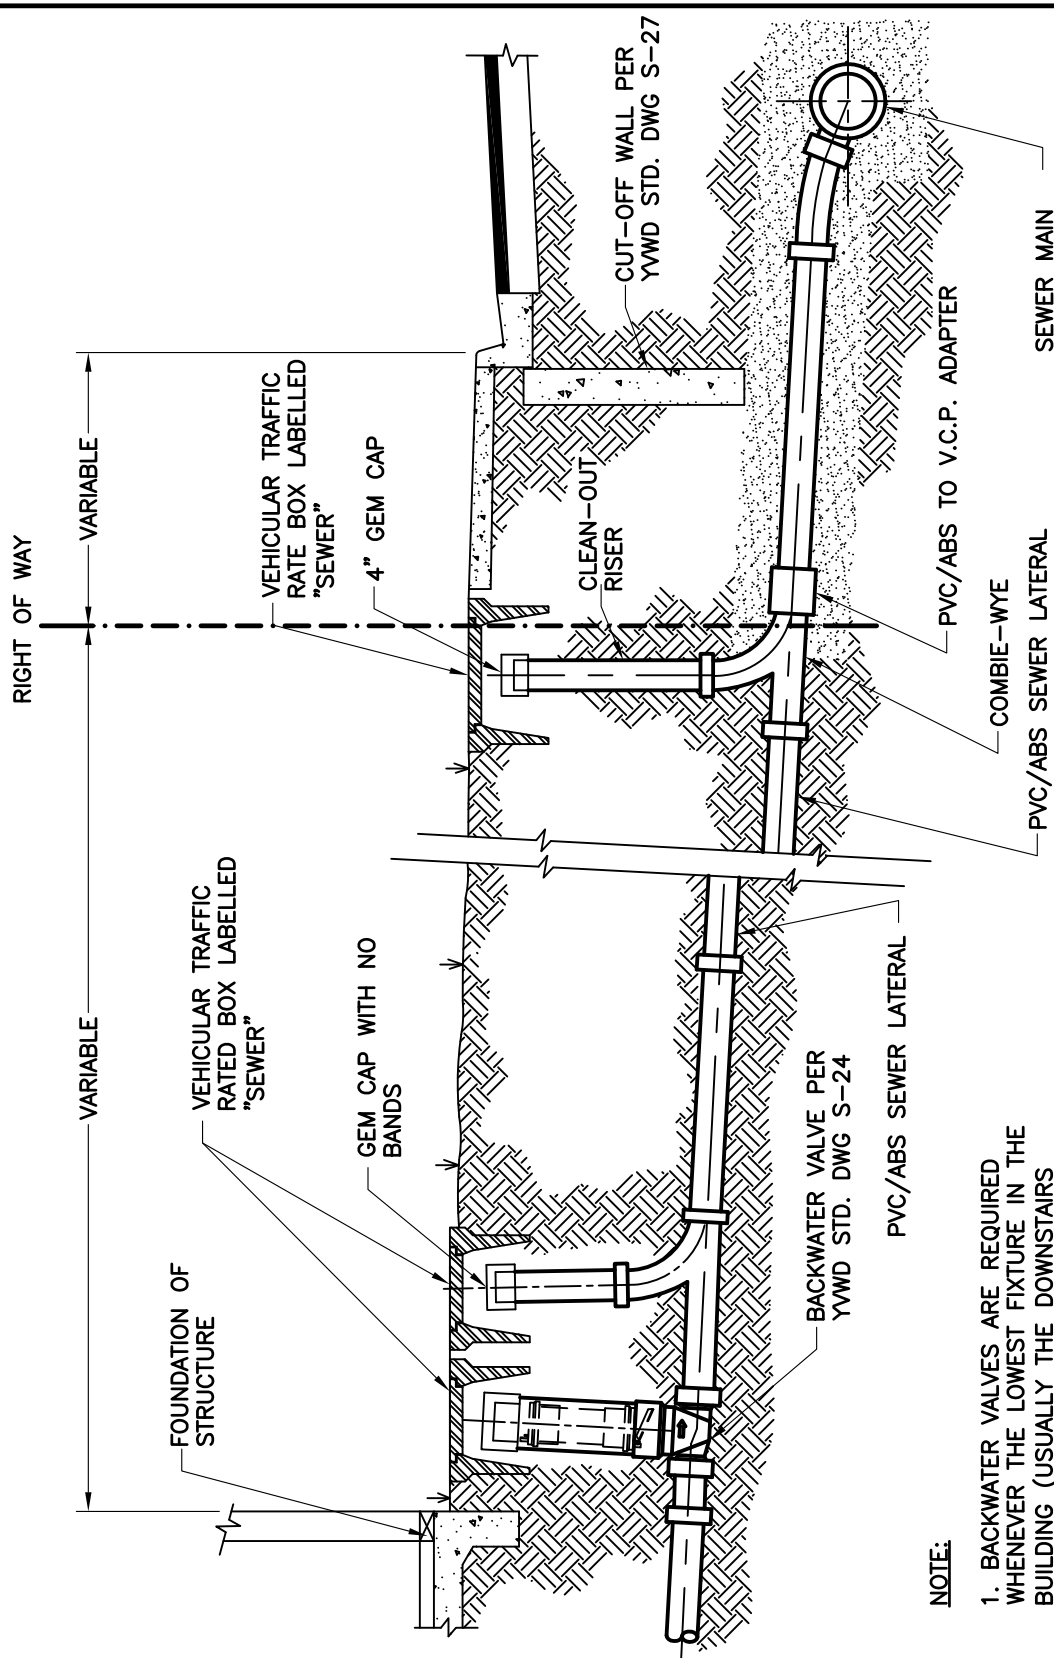 RIGHT OF WAY
VARIABLE
VARIABLE
FOUNDATION OF
STRUCTURE
VEHICULAR TRAFFIC
RATED BOX LABELLED
"SEWER"
GEM CAP WITH NO
BANDS
VEHICULAR TRAFFIC
RATE BOX LABELLED
"SEWER"
4" GEM CAP
CLEAN-OUT
RISER
CUT-OFF WALL PER
YVWD STD. DWG S-27
BACKWATER VALVE PER
YVWD STD. DWG S-24
PVC/ABS SEWER LATERAL
PVC/ABS SEWER LATERAL
COMBIE-WYE
PVC/ABS TO V.C.P. ADAPTER
SEWER MAIN
NOTE:
1. BACKWATER VALVES ARE REQUIRED
WHENEVER THE LOWEST FIXTURE IN THE
BUILDING (USUALLY THE DOWNSTAIRS